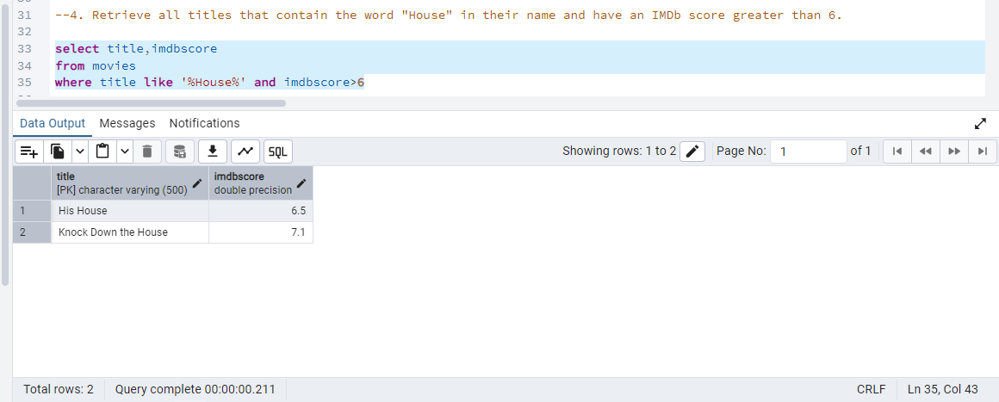 31 --4. Retrieve all titles that contain the word "House" in their name and have an IMDb score greater than 6.
32
33 select title,imdbscore
34 from movies
35 where title like '%House%' and imdbscore>6
Data Output Messages Notifications
SQL Showing rows: 1 to 2 Page No: 1 of 1
title imdbscore
[PK] character varying (500) double precision
1 His House 6.5
2 Knock Down the House 7.1
Total rows: 2 Query complete 00:00:00.211 CRLF Ln 35, Col 43